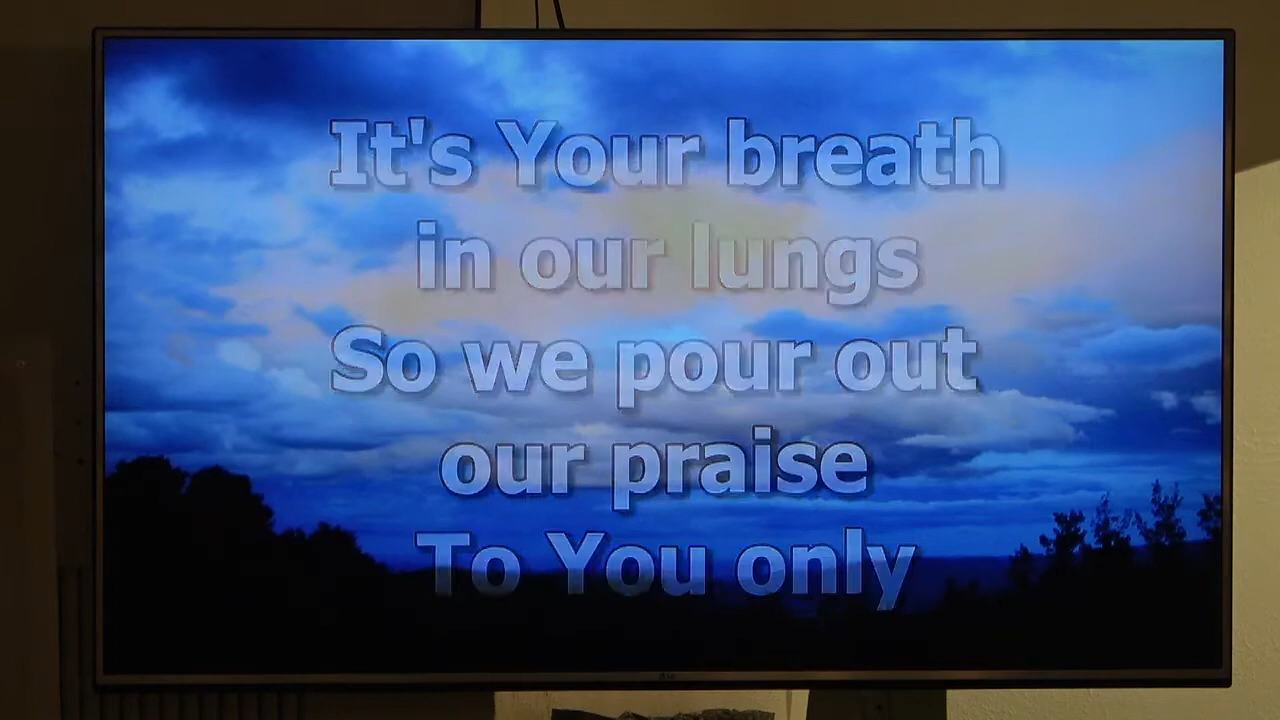 It's Your breath
in our lungs
So we pour out
our praise
To You only